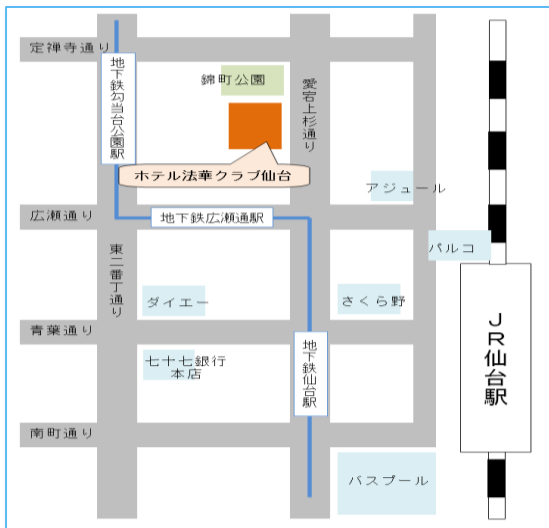 定禅寺通り
地下鉄勾当台公園駅
錦町公園
愛宕上杉通り
ホテル法華クラブ仙台
アジュール
広瀬通り
地下鉄広瀬通駅
パルコ
東二番丁通り
ダイエー
さくら野
JR仙台駅
青葉通り
地下鉄仙台駅
七十七銀行
本店
南町通り
バスプール